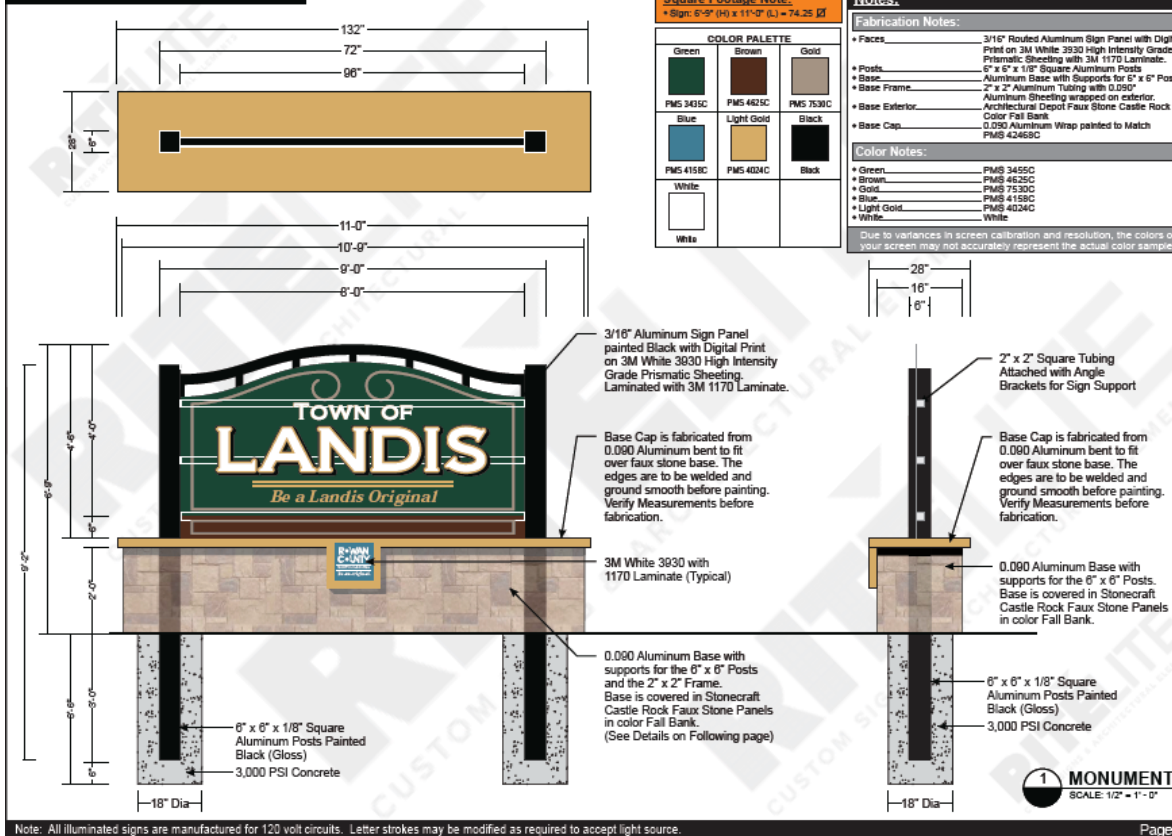 Square Footage Note:
• Sign: 6'-9" (H) x 11'-0" (L) = 74.25
COLOR PALETTE
Green
Brown
Gold
PMS 3435C
PMS 4625C
PMS 7530C
Blue
Light Gold
Black
PMS 4158C
PMS 4024C
Black
White
White
Notes:
Fabrication Notes:
• Faces 3/16" Routed Aluminum Sign Panel with Digi
Print on 3M White 3930 High Intensity Grade
Prismatic Sheeting with 3M 1170 Laminate.
• Posts 6" x 6" x 1/8" Square Aluminum Posts
• Base Aluminum Base with Supports for 6" x 6" Pos
• Base Frame 2" x 2" Aluminum Tubing with 0.090"
Aluminum Sheeting wrapped on exterior.
• Base Exterior Architectural Depot Faux Stone Castle Rock
Color Fall Bank
• Base Cap 0.090 Aluminum Wrap painted to Match
PMS 42468C
Color Notes:
• Green PMS 3455C
• Brown PMS 4625C
• Gold PMS 7530C
• Blue PMS 4158C
• Light Gold PMS 4024C
• White White
Due to variances in screen calibration and resolution, the colors o
your screen may not accurately represent the actual color sample
132"
72"
96"
28"
6"
11-0"
10'-9"
9'-0"
8'-0"
28"
16"
6"
6'-9"
9'-2"
4'-6"
4'-0"
6"
2'-0"
3'-0"
6"
TOWN OF
LANDIS
Be a Landis Original
ROWAN
COUNTY
3/16" Aluminum Sign Panel
painted Black with Digital Print
on 3M White 3930 High Intensity
Grade Prismatic Sheeting.
Laminated with 3M 1170 Laminate.
Base Cap is fabricated from
0.090 Aluminum bent to fit
over faux stone base. The
edges are to be welded and
ground smooth before painting.
Verify Measurements before
fabrication.
3M White 3930 with
1170 Laminate (Typical)
0.090 Aluminum Base with
supports for the 6" x 6" Posts
and the 2" x 2" Frame.
Base is covered in Stonecraft
Castle Rock Faux Stone Panels
in color Fall Bank.
(See Details on Following page)
6" x 6" x 1/8" Square
Aluminum Posts Painted
Black (Gloss)
3,000 PSI Concrete
18" Dia
2" x 2" Square Tubing
Attached with Angle
Brackets for Sign Support
Base Cap is fabricated from
0.090 Aluminum bent to fit
over faux stone base. The
edges are to be welded and
ground smooth before painting.
Verify Measurements before
fabrication.
0.090 Aluminum Base with
supports for the 6" x 6" Posts.
Base is covered in Stonecraft
Castle Rock Faux Stone Panels
in color Fall Bank.
6" x 6" x 1/8" Square
Aluminum Posts Painted
Black (Gloss)
3,000 PSI Concrete
18" Dia
1
MONUMENT
SCALE: 1/2" = 1' - 0"
Note: All illuminated signs are manufactured for 120 volt circuits. Letter strokes may be modified as required to accept light source.
Page
RITELITE